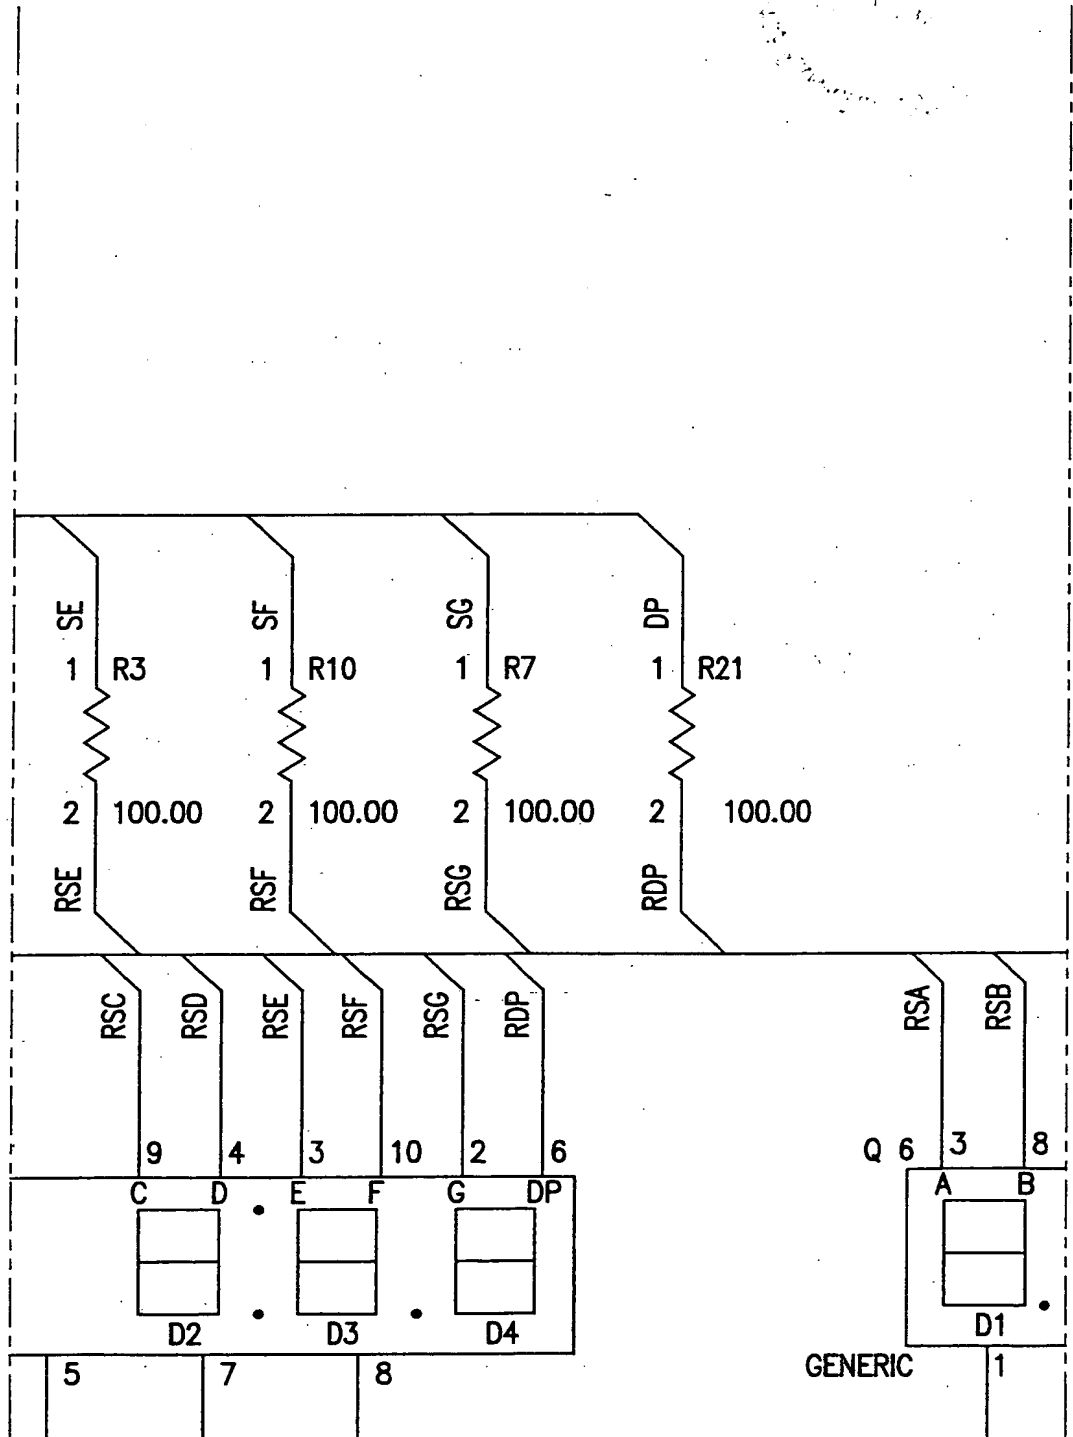 SE SF SG DP
1 R3 1 R10 1 R7 1 R21
2 100.00 2 100.00 2 100.00 2 100.00
RSE RSF RSG RDP
RSC RSD RSE RSF RSG RDP RSA RSB
9 4 3 10 2 6 Q 6 3 8
C D E F G DP A B
D2 D3 D4 D1
5 7 8 GENERIC 1